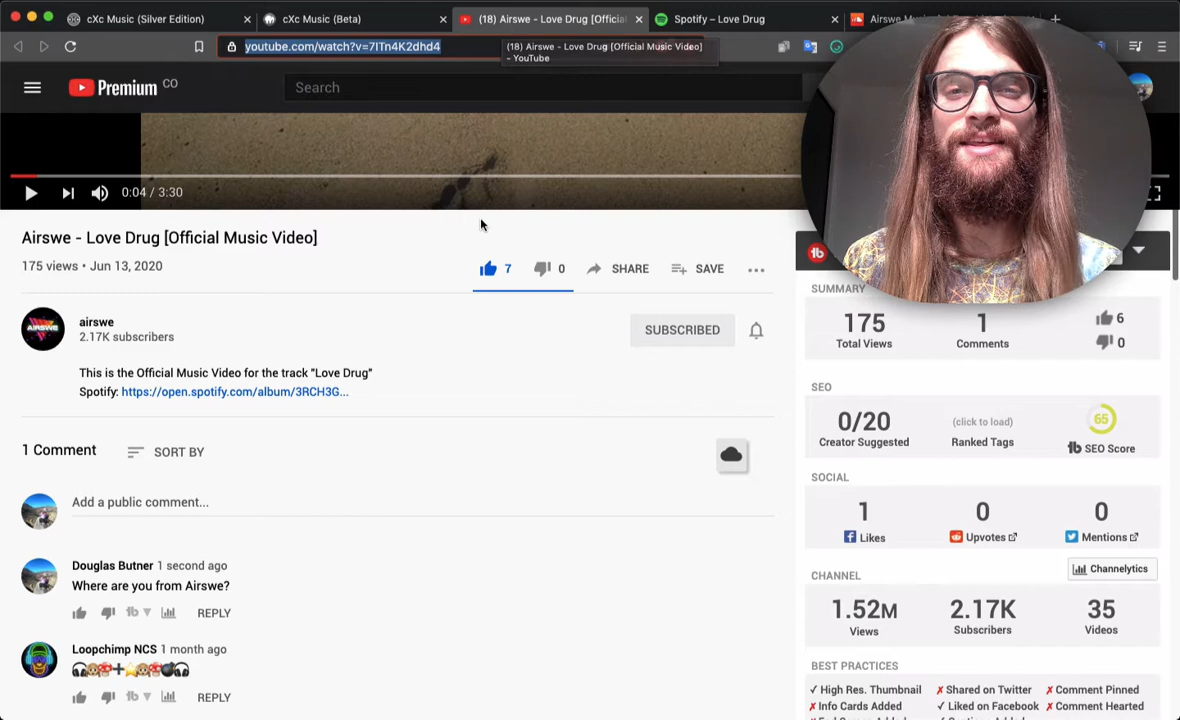 cXc Music (Silver Edition)
cXc Music (Beta)
(18) Airswe - Love Drug [Official
Spotify – Love Drug
Airswe
youtube.com/watch?v=7ITn4K2dhd4
(18) Airswe - Love Drug [Official Music Video]
- YouTube
Premium CO
Search
0:04 / 3:30
Airswe - Love Drug [Official Music Video]
175 views • Jun 13, 2020
7
0
SHARE
SAVE
AIRSWE
airswe
2.17K subscribers
SUBSCRIBED
This is the Official Music Video for the track "Love Drug"
Spotify: https://open.spotify.com/album/3RCH3G...
1 Comment
SORT BY
Add a public comment...
Douglas Butner 1 second ago
Where are you from Airswe?
tb
REPLY
Loopchimp NCS 1 month ago
tb
REPLY
tb
SUMMARY
175
Total Views
1
Comments
6
0
SEO
0/20
Creator Suggested
(click to load)
Ranked Tags
65
tb SEO Score
SOCIAL
1
Likes
0
Upvotes
0
Mentions
CHANNEL
Channelytics
1.52M
Views
2.17K
Subscribers
35
Videos
BEST PRACTICES
✓ High Res. Thumbnail
✗ Shared on Twitter
✗ Comment Pinned
✗ Info Cards Added
✓ Liked on Facebook
✗ Comment Hearted